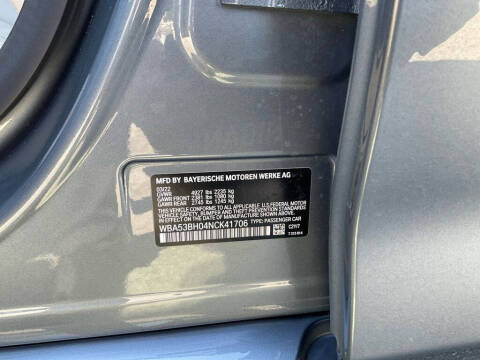 MFD BY BAYERISCHE MOTOREN WERKE AG
03/22
GVWR 4927 lbs 2235 kg
GAWR FRONT 2381 lbs 1080 kg
GAWR REAR 2745 lbs 1245 kg
THIS VEHICLE CONFORMS TO ALL APPLICABLE U.S.FEDERAL MOTOR
VEHICLE SAFETY, BUMPER AND THEFT PREVENTION STANDARDS
IN EFFECT ON THE DATE OF MANUFACTURE SHOWN ABOVE.
WBA53BH04NCK41706 TYPE: PASSENGER CAR
C2Y/7